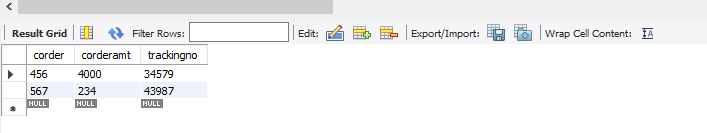 Result Grid Filter Rows: Edit: Export/Import: Wrap Cell Content: IA
corder corderamt trackingno
456 4000 34579
567 234 43987
NULL NULL NULL